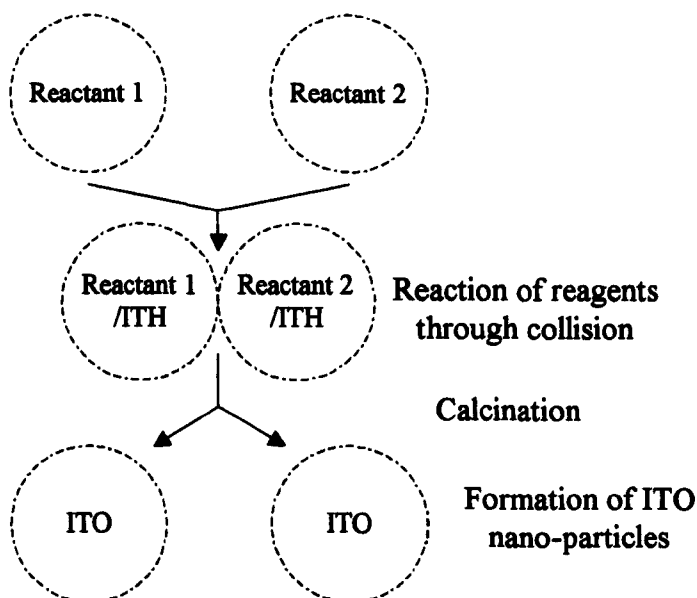 Reactant 1
Reactant 2
Reactant 1
/ITH
Reactant 2
/ITH
Reaction of reagents
through collision
Calcination
ITO
ITO
Formation of ITO
nano-particles